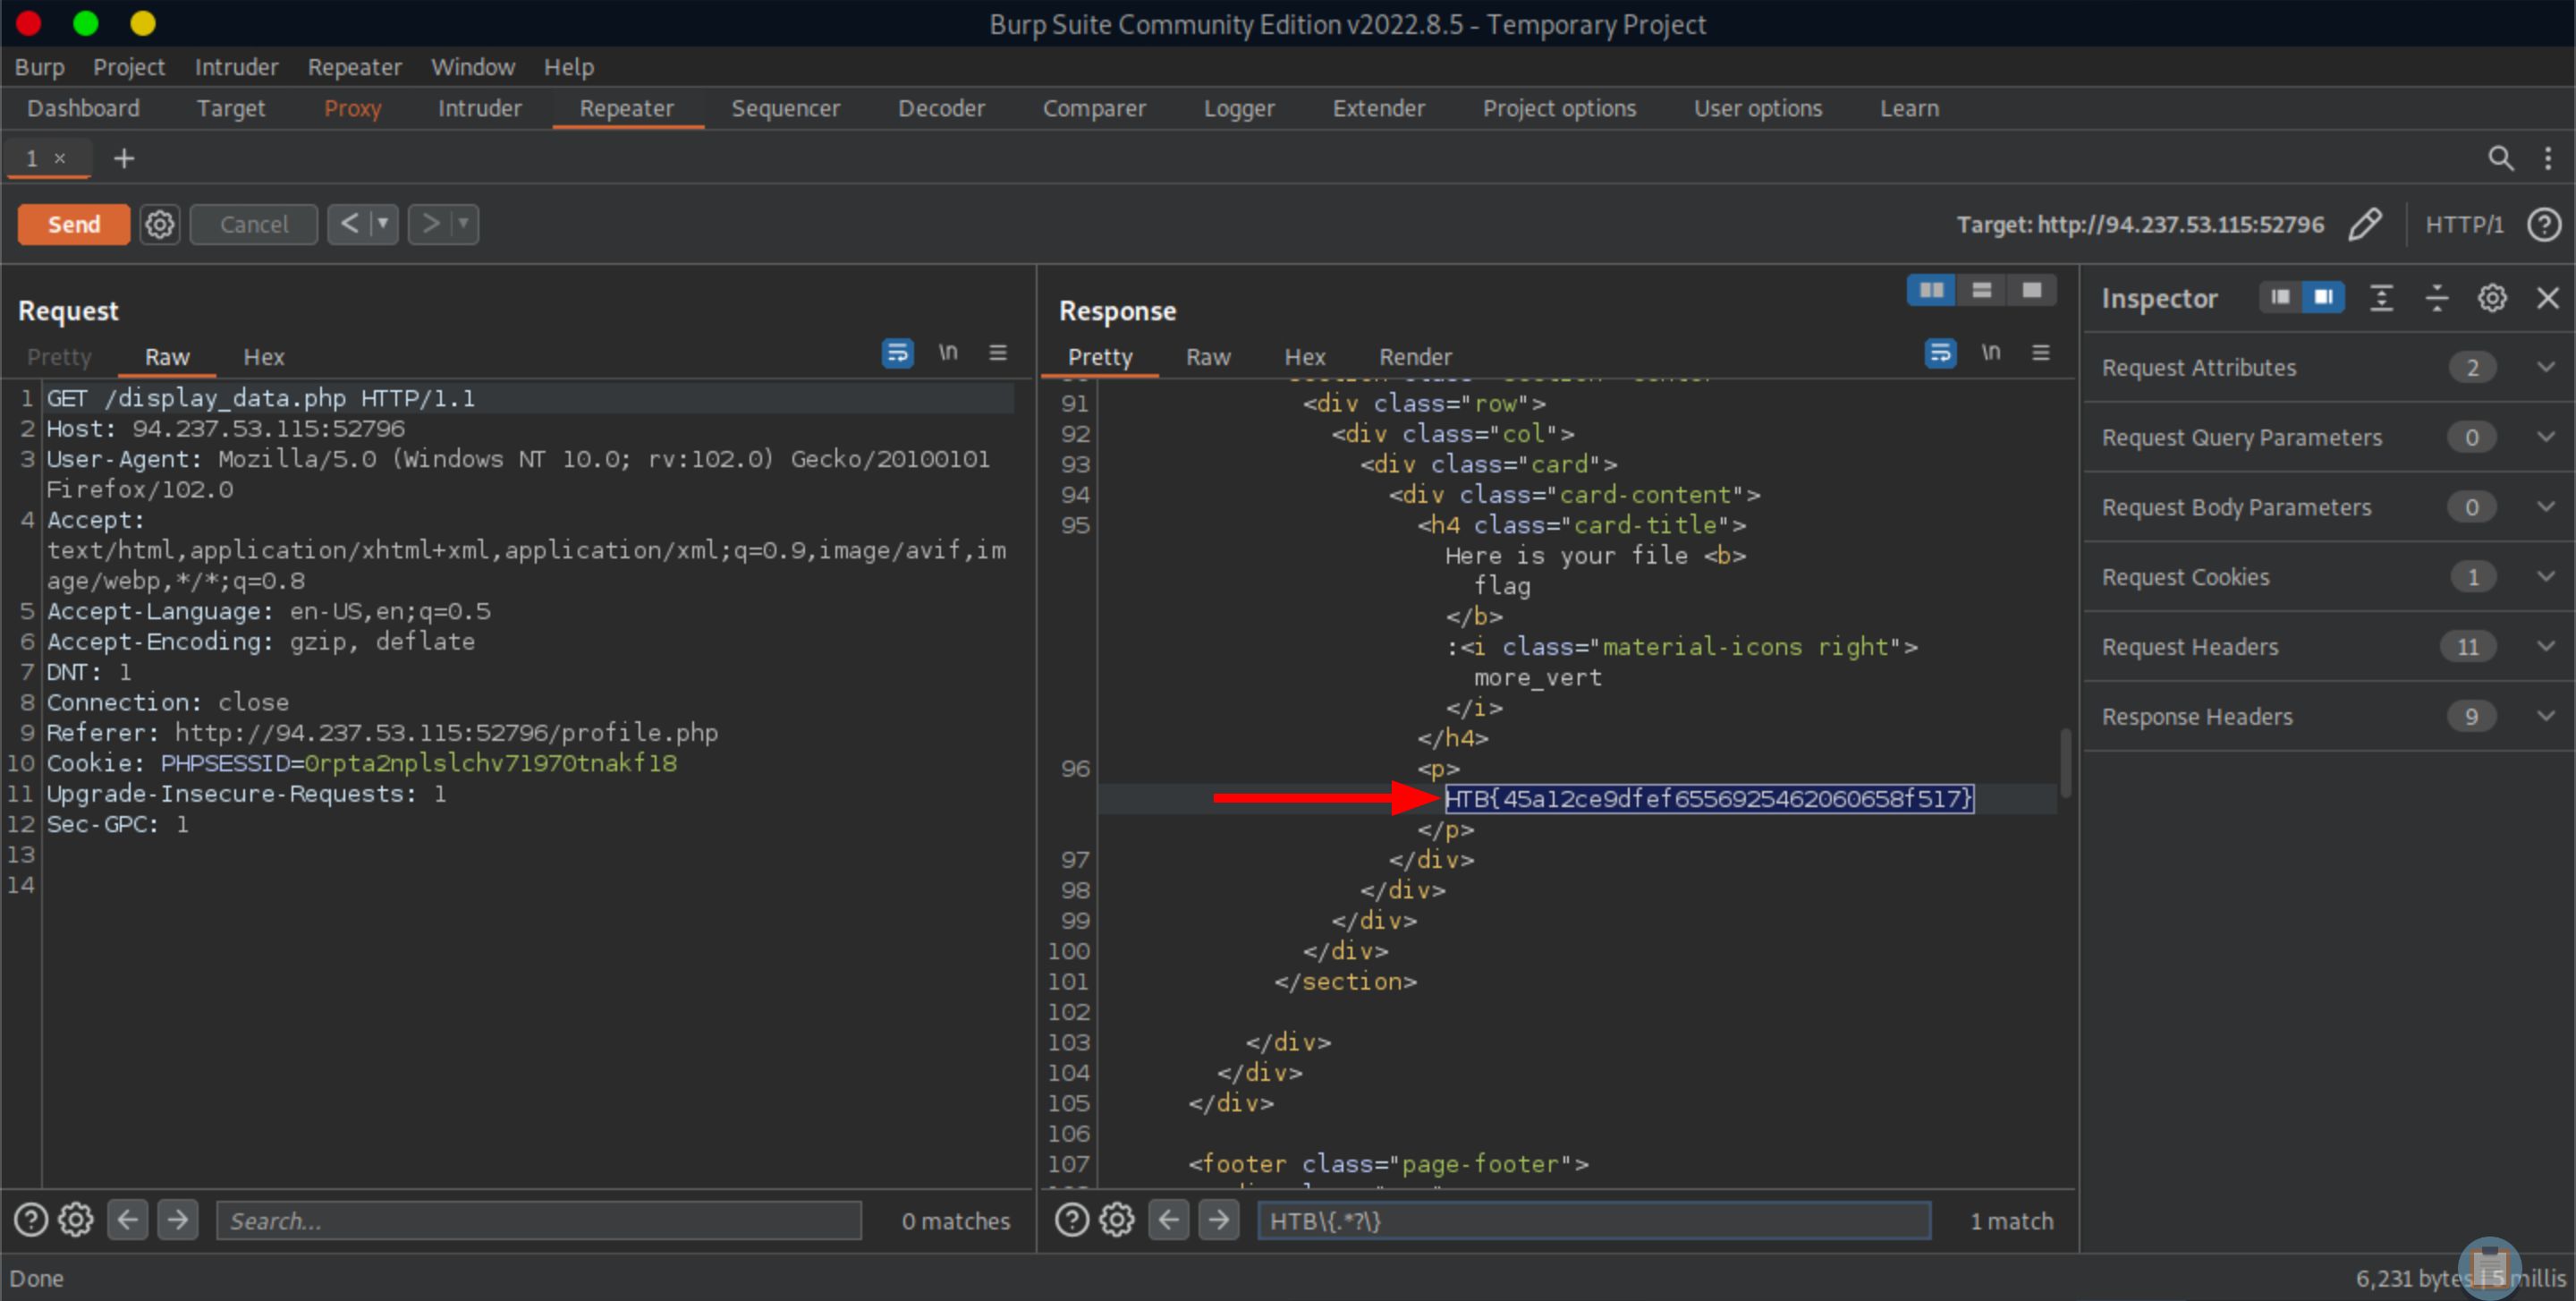 Burp Suite Community Edition v2022.8.5 - Temporary Project
Burp Project Intruder Repeater Window Help
Dashboard Target Proxy Intruder Repeater Sequencer Decoder Comparer Logger Extender Project options User options Learn
1 × +
Send Cancel < > Target: http://94.237.53.115:52796 HTTP/1
Request
Pretty Raw Hex \n
1 GET /display_data.php HTTP/1.1
2 Host: 94.237.53.115:52796
3 User-Agent: Mozilla/5.0 (Windows NT 10.0; rv:102.0) Gecko/20100101
Firefox/102.0
4 Accept:
text/html,application/xhtml+xml,application/xml;q=0.9,image/avif,im
age/webp,*/*;q=0.8
5 Accept-Language: en-US,en;q=0.5
6 Accept-Encoding: gzip, deflate
7 DNT: 1
8 Connection: close
9 Referer: http://94.237.53.115:52796/profile.php
10 Cookie: PHPSESSID=0rpta2nplslchv71970tnakf18
11 Upgrade-Insecure-Requests: 1
12 Sec-GPC: 1
13
14
Search... 0 matches
Response
Pretty Raw Hex Render \n
91 <div class="row">
92 <div class="col">
93 <div class="card">
94 <div class="card-content">
95 <h4 class="card-title">
Here is your file <b>
flag
</b>
:<i class="material-icons right">
more_vert
</i>
</h4>
96 <p>
HTB{45a12ce9dfef6556925462060658f517}
</p>
97 </div>
98 </div>
99 </div>
100 </div>
101 </section>
102
103 </div>
104 </div>
105 </div>
106
107 <footer class="page-footer">
HTB\{.*?\} 1 match
Inspector
Request Attributes 2
Request Query Parameters 0
Request Body Parameters 0
Request Cookies 1
Request Headers 11
Response Headers 9
Done
6,231 bytes | 5 millis